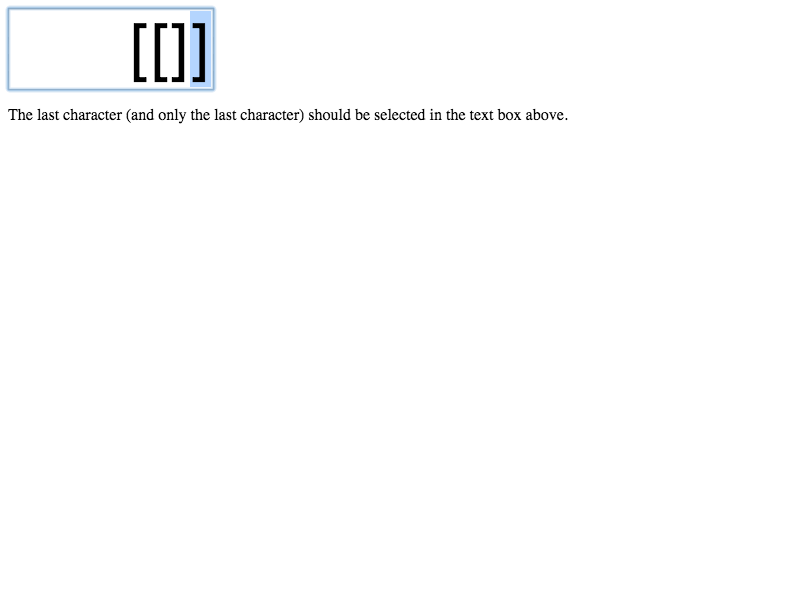 [[]]
The last character (and only the last character) should be selected in the text box above.